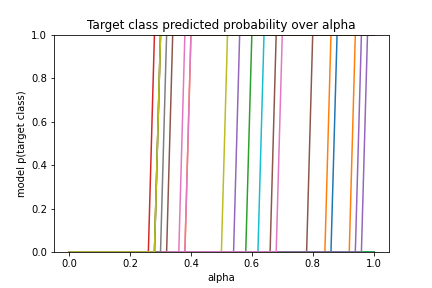 Target class predicted probability over alpha
1.0
0.8
0.6
0.4
0.2
0.0
model p(target class)
0.0 0.2 0.4 0.6 0.8 1.0
alpha